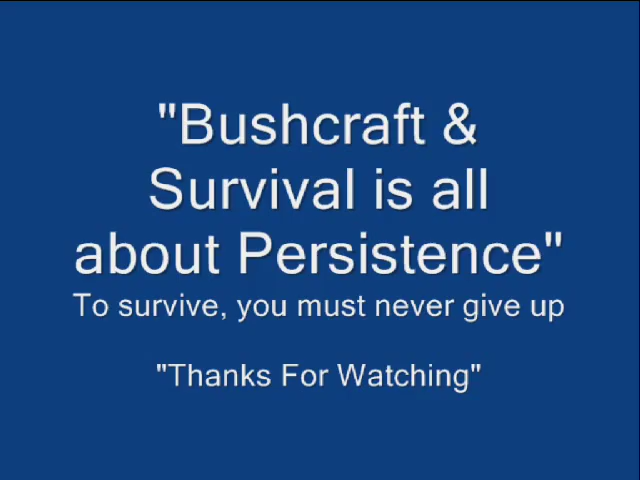 "Bushcraft &
Survival is all
about Persistence"
To survive, you must never give up
"Thanks For Watching"